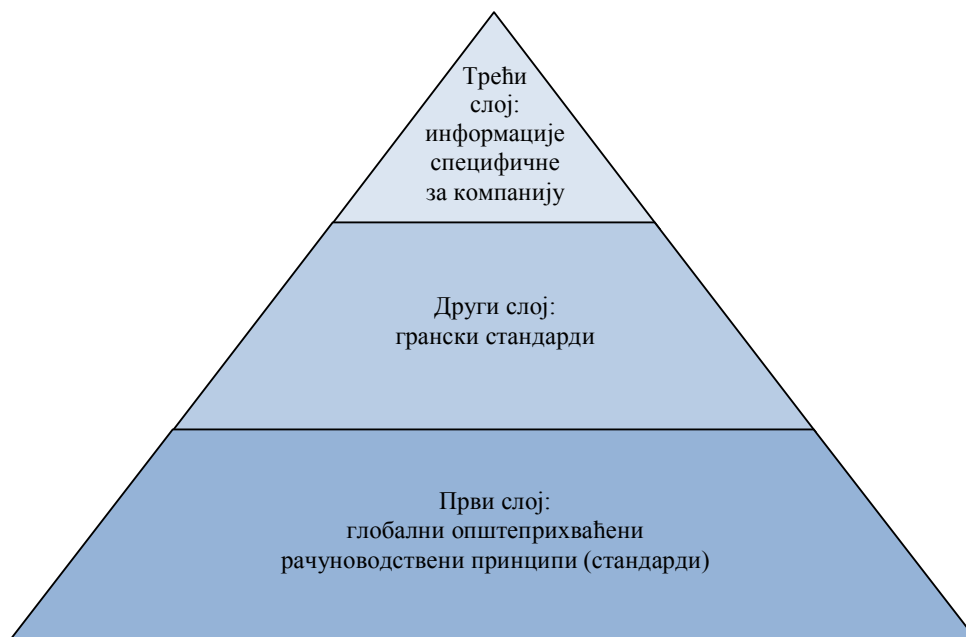 Трећи
слој:
информације
специфичне
за компанију
Други слој:
грански стандарди
Први слој:
глобални општеприхваћени
рачуноводствени принципи (стандарди)